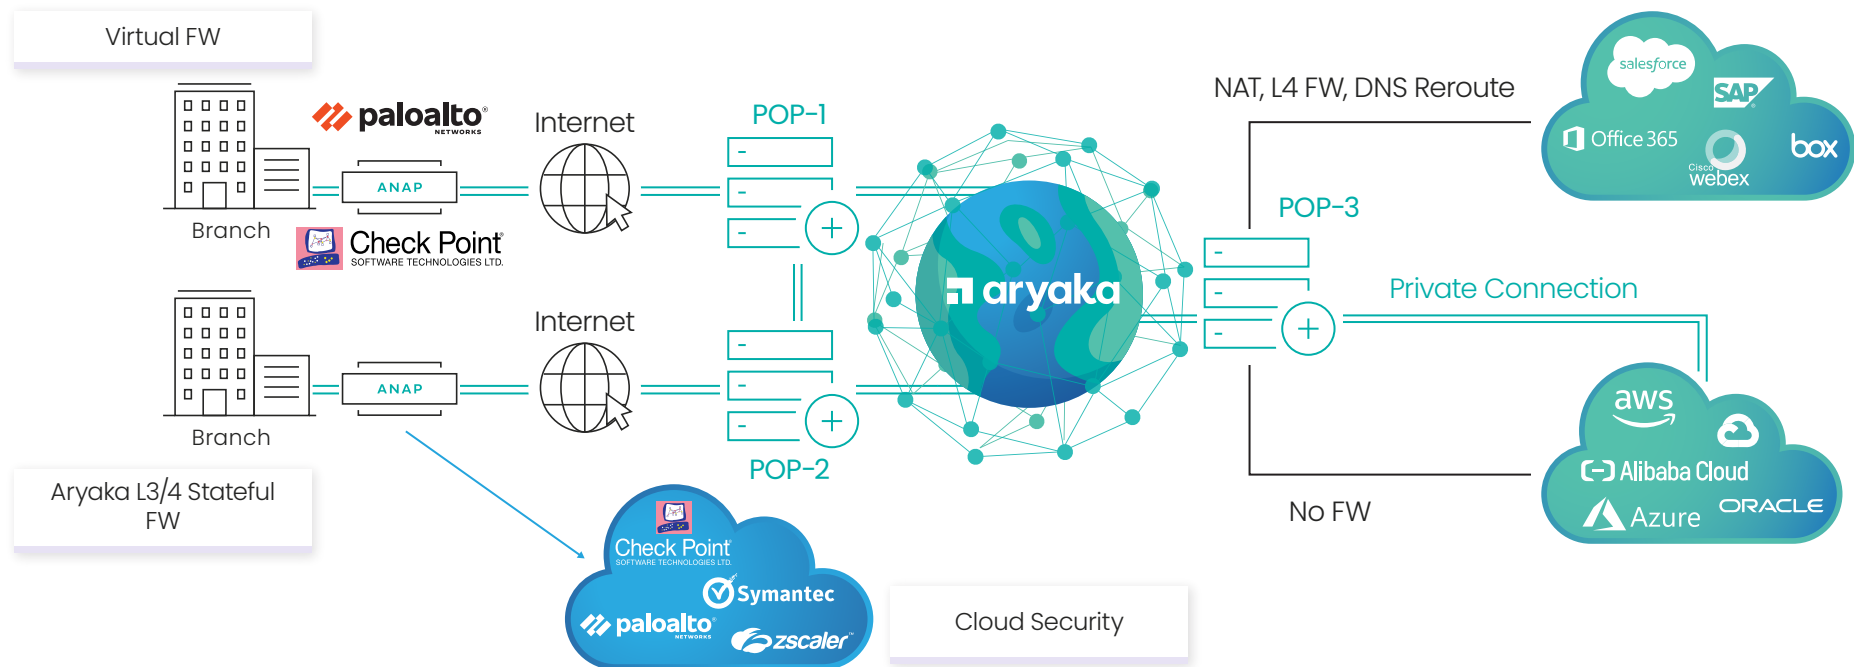 Virtual FW
paloalto®
NETWORKS
ANAP
Branch
Check Point®
SOFTWARE TECHNOLOGIES LTD.
Internet
POP-1
NAT, L4 FW, DNS Reroute
salesforce
SAP
Office 365
Cisco
webex
box
POP-3
aryaka
Private Connection
Internet
ANAP
Branch
POP-2
Aryaka L3/4 Stateful
FW
aws
Alibaba Cloud
Azure
ORACLE
No FW
Check Point®
SOFTWARE TECHNOLOGIES LTD.
Symantec
paloalto®
NETWORKS
zscaler™
Cloud Security